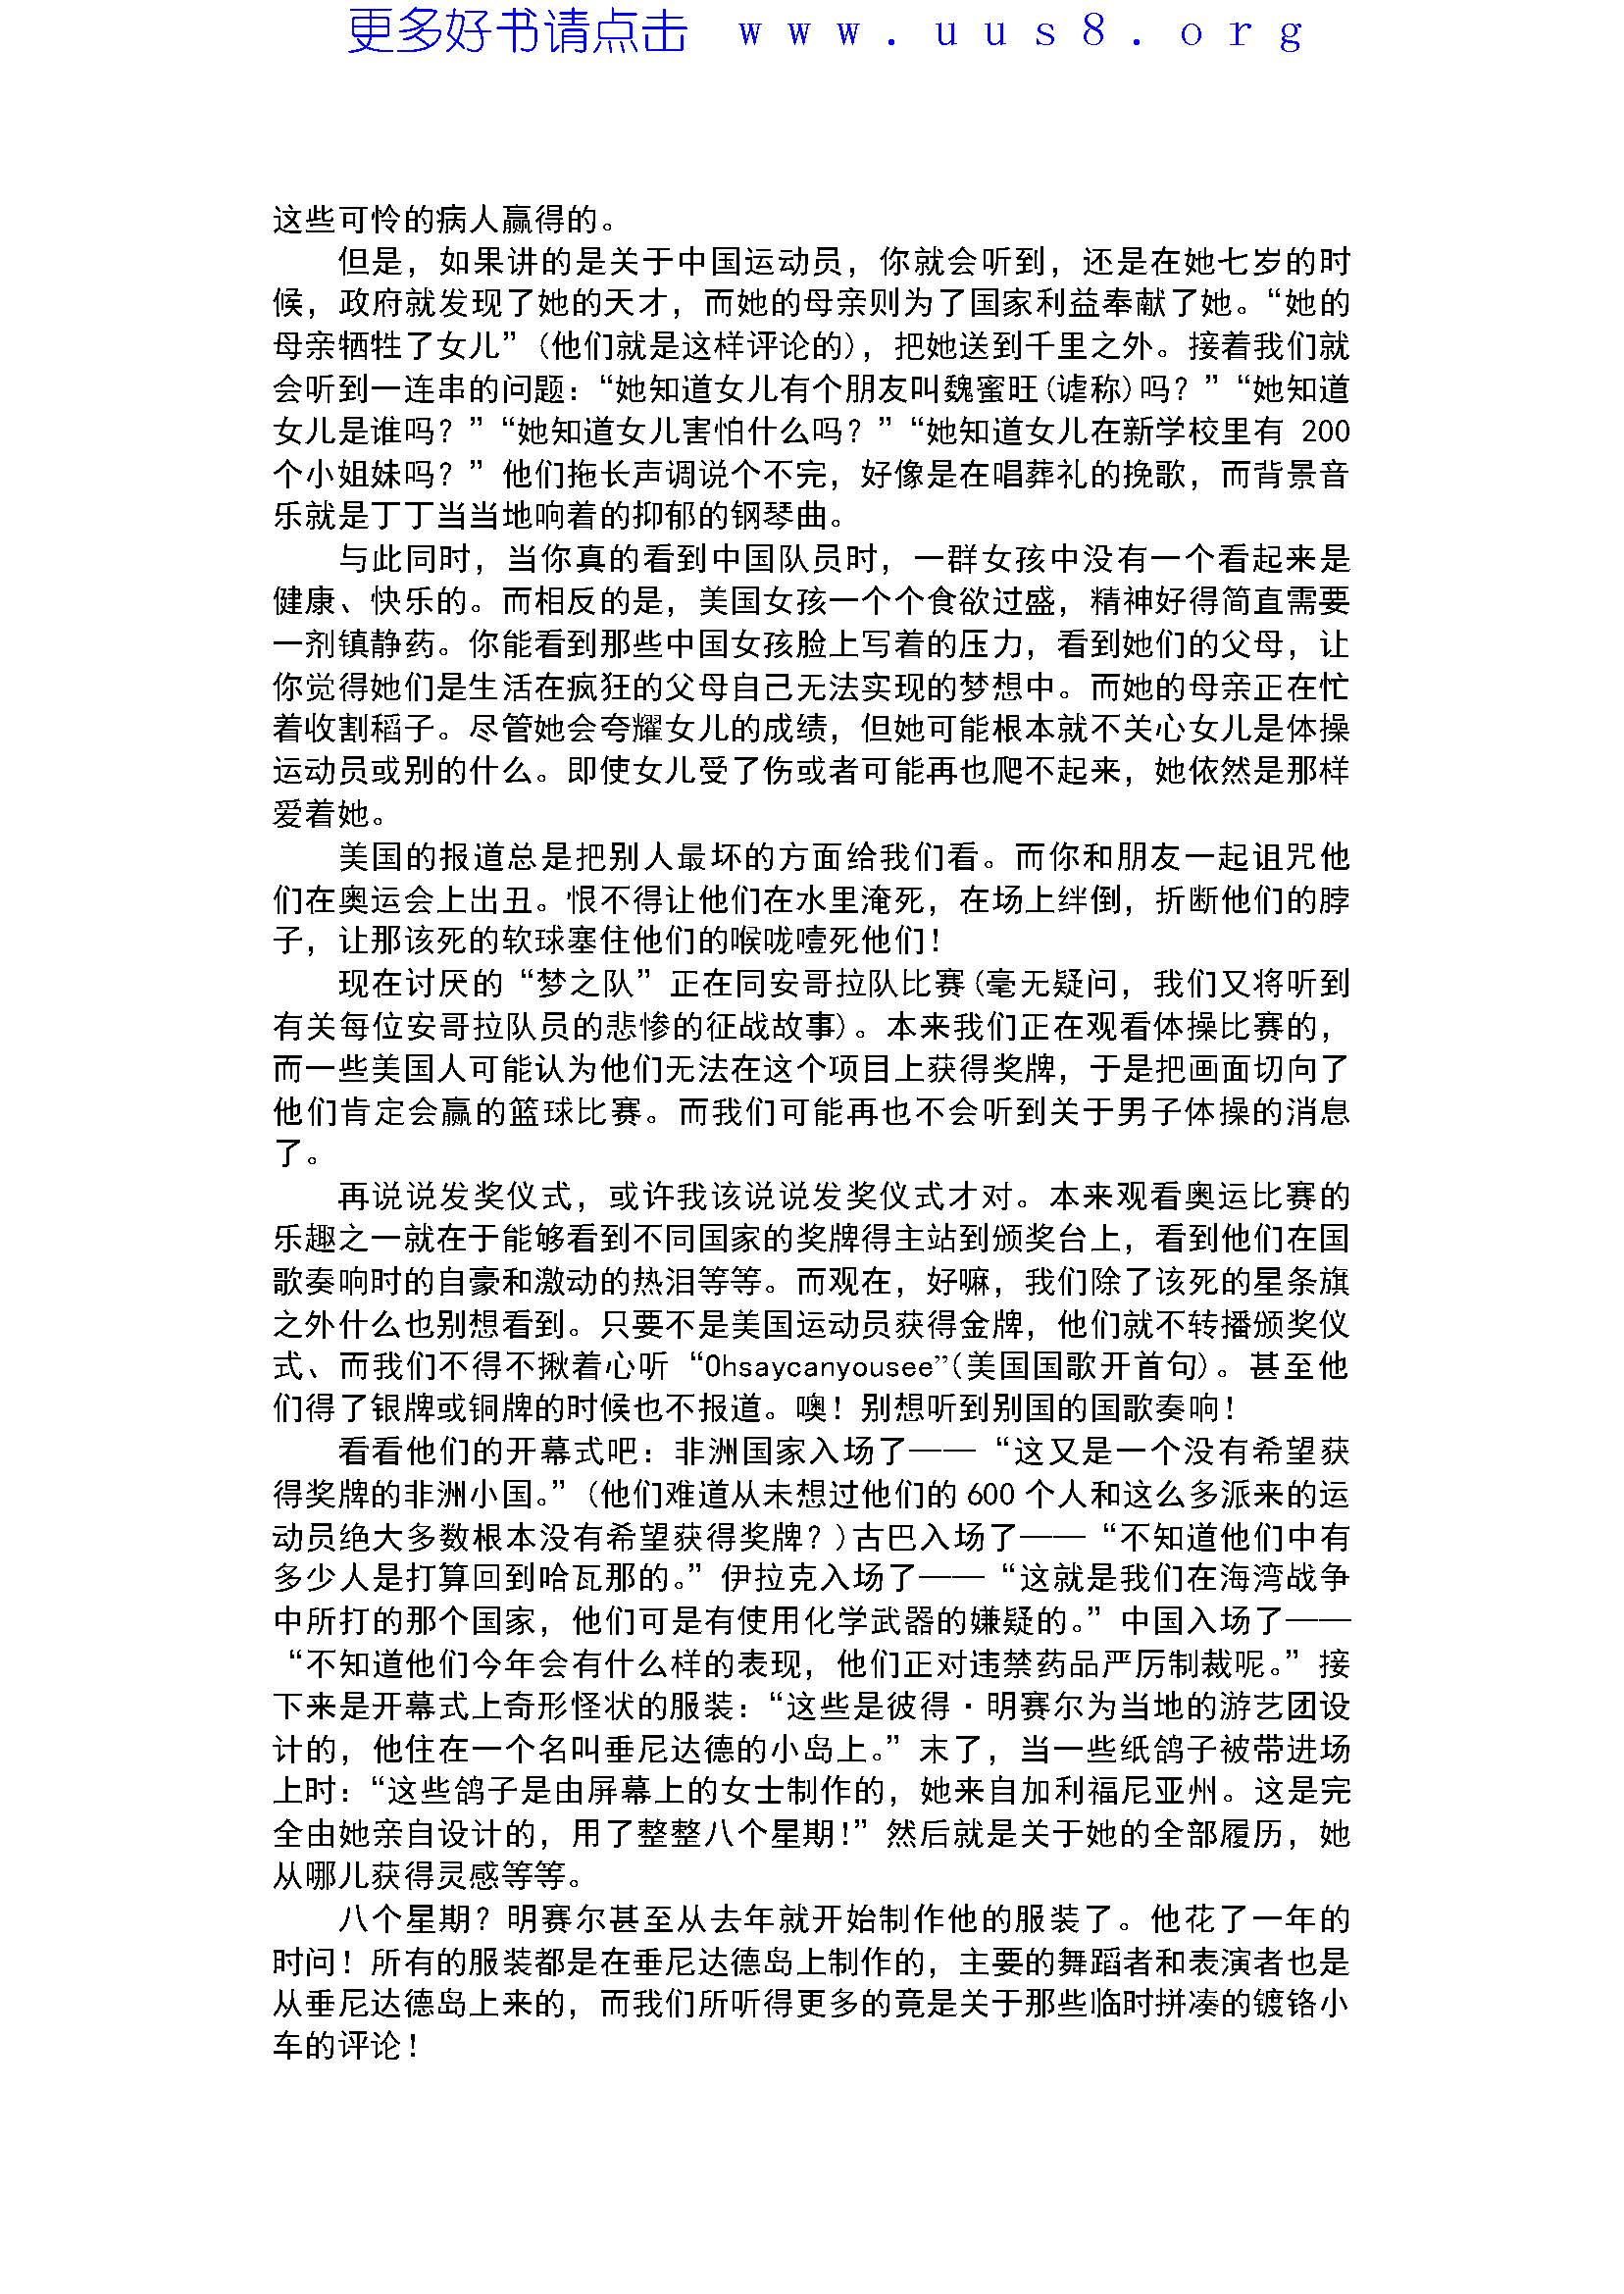 更多好书请点击 www.uus8.org
这些可怜的病人赢得的。
但是，如果讲的是关于中国运动员，你就会听到，还是在她七岁的时
候，政府就发现了她的天才，而她的母亲则为了国家利益奉献了她。“她的
母亲牺牲了女儿”(他们就是这样评论的)，把她送到千里之外。接着我们就
会听到一连串的问题：“她知道女儿有个朋友叫魏蜜旺(谑称)吗？”“她知道
女儿是谁吗？”“她知道女儿害怕什么吗？”“她知道女儿在新学校里有 200
个小姐妹吗？”他们拖长声调说个不完，好像是在唱葬礼的挽歌，而背景音
乐就是丁丁当当地响着的抑郁的钢琴曲。
与此同时，当你真的看到中国队员时，一群女孩中没有一个看起来是
健康、快乐的。而相反的是，美国女孩一个个食欲过盛，精神好得简直需要
一剂镇静药。你能看到那些中国女孩脸上写着的压力，看到她们的父母，让
你觉得她们是生活在疯狂的父母自己无法实现的梦想中。而她的母亲正在忙
着收割稻子。尽管她会夸耀女儿的成绩，但她可能根本就不关心女儿是体操
运动员或别的什么。即使女儿受了伤或者可能再也爬不起来，她依然是那样
爱着她。
美国的报道总是把别人最坏的方面给我们看。而你和朋友一起诅咒他
们在奥运会上出丑。恨不得让他们在水里淹死，在场上绊倒，折断他们的脖
子，让那该死的软球塞住他们的喉咙噎死他们！
现在讨厌的“梦之队”正在同安哥拉队比赛(毫无疑问，我们又将听到
有关每位安哥拉队员的悲惨的征战故事)。本来我们正在观看体操比赛的，
而一些美国人可能认为他们无法在这个项目上获得奖牌，于是把画面切向了
他们肯定会赢的篮球比赛。而我们可能再也不会听到关于男子体操的消息
了。
再说说发奖仪式，或许我该说说发奖仪式才对。本来观看奥运比赛的
乐趣之一就在于能够看到不同国家的奖牌得主站到颁奖台上，看到他们在国
歌奏响时的自豪和激动的热泪等等。而观在，好嘛，我们除了该死的星条旗
之外什么也别想看到。只要不是美国运动员获得金牌，他们就不转播颁奖仪
式、而我们不得不揪着心听“Ohsaycanyousee”(美国国歌开首句)。甚至他
们得了银牌或铜牌的时候也不报道。噢！别想听到别国的国歌奏响！
看看他们的开幕式吧：非洲国家入场了——“这又是一个没有希望获
得奖牌的非洲小国。”(他们难道从未想过他们的 600 个人和这么多派来的运
动员绝大多数根本没有希望获得奖牌？)古巴入场了——“不知道他们中有
多少人是打算回到哈瓦那的。”伊拉克入场了——“这就是我们在海湾战争
中所打的那个国家，他们可是有使用化学武器的嫌疑的。”中国入场了——
“不知道他们今年会有什么样的表现，他们正对违禁药品严厉制裁呢。”接
下来是开幕式上奇形怪状的服装：“这些是彼得·明赛尔为当地的游艺团设
计的，他住在一个名叫垂尼达德的小岛上。”末了，当一些纸鸽子被带进场
上时：“这些鸽子是由屏幕上的女士制作的，她来自加利福尼亚州。这是完
全由她亲自设计的，用了整整八个星期！”然后就是关于她的全部履历，她
从哪儿获得灵感等等。
八个星期？明赛尔甚至从去年就开始制作他的服装了。他花了一年的
时问！所有的服装都是在垂尼达德岛上制作的，主要的舞蹈者和表演者也是
从垂尼达德岛上来的，而我们所听得更多的竟是关于那些临时拼凑的镀铬小
车的评论！